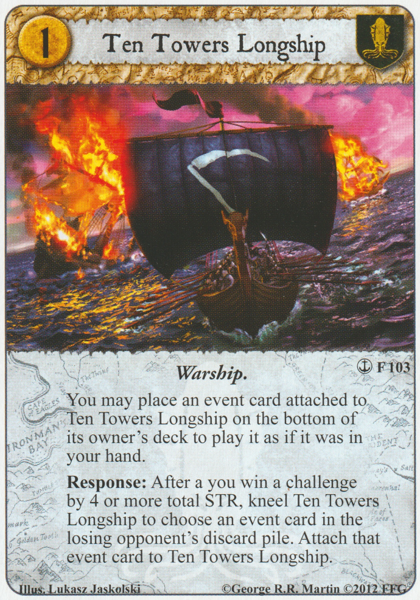 1
Ten Towers Longship
Warship.
F103
You may place an event card attached to
Ten Towers Longship on the bottom of
its owner's deck to play it as if it was in
your hand.
Response: After a you win a challenge
by 4 or more total STR, kneel Ten Towers
Longship to choose an event card in the
losing opponent's discard pile. Attach that
event card to Ten Towers Longship.
IRONMAN'S
BAY
Illus. Lukasz Jaskolski ©George R.R. Martin ©2012 FFG